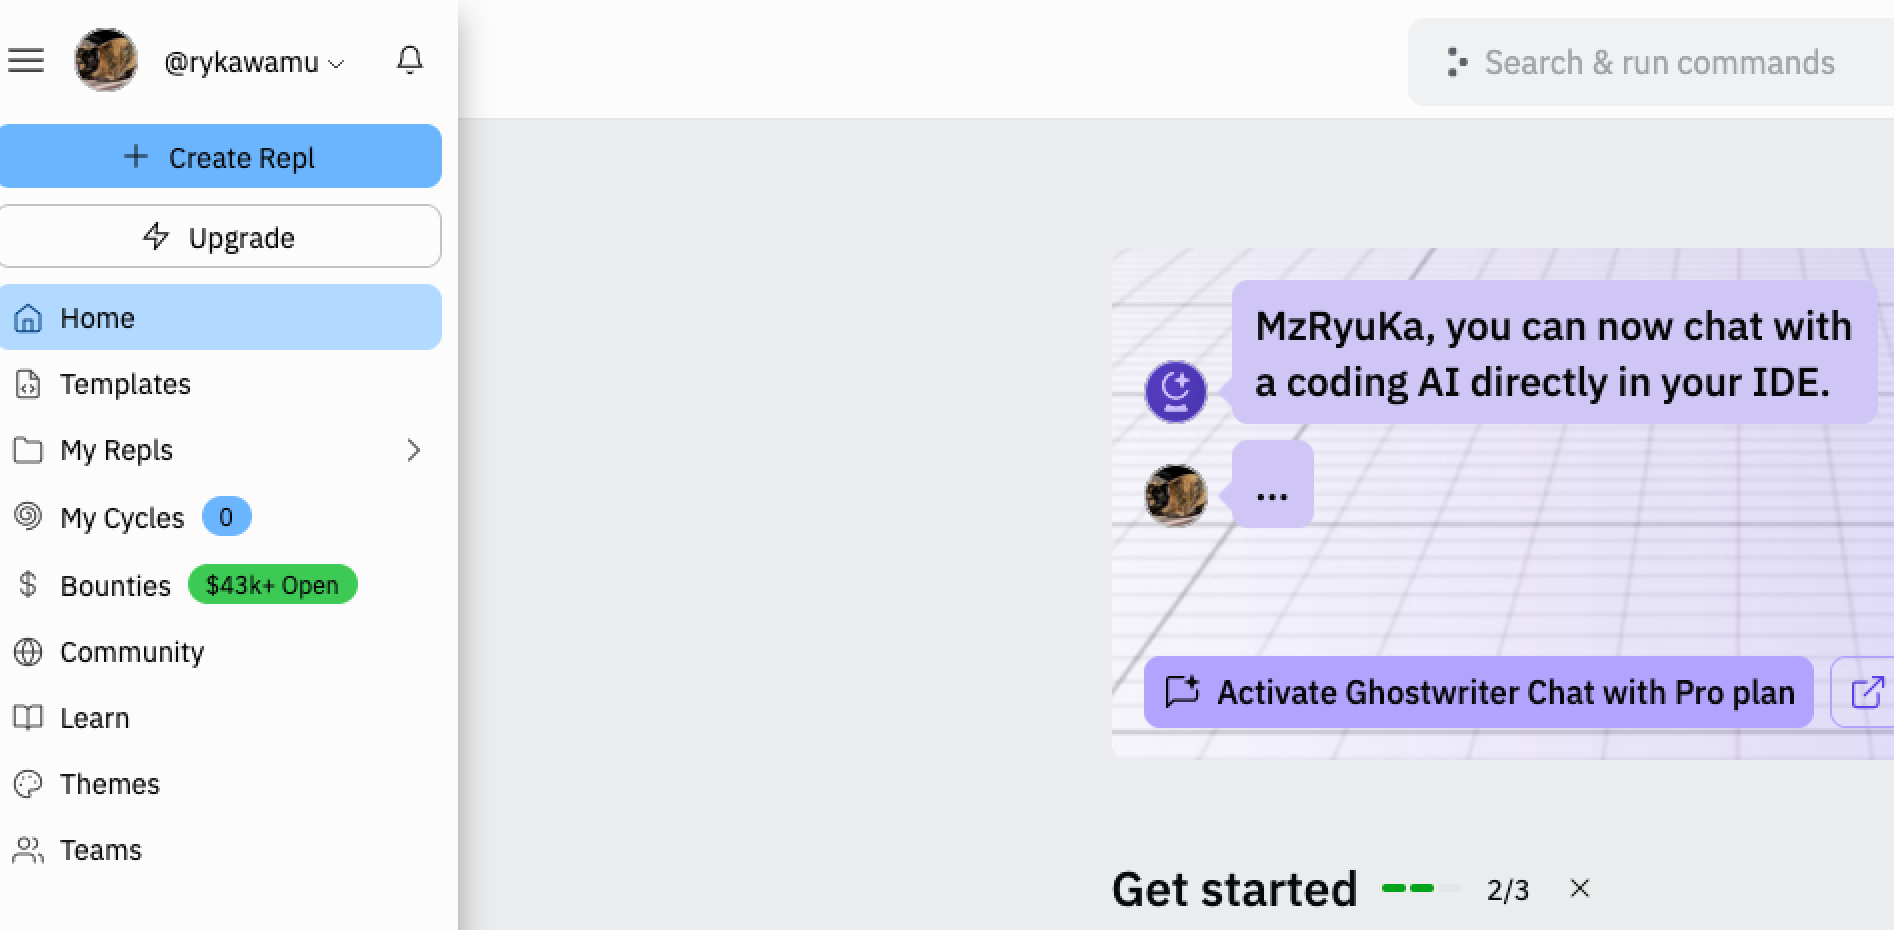 @rykawamu
Create Repl
Upgrade
Home
Templates
My Repls
My Cycles 0
Bounties $43k+ Open
Community
Learn
Themes
Teams
Search & run commands
MzRyuKa, you can now chat with
a coding AI directly in your IDE.
...
Activate Ghostwriter Chat with Pro plan
Get started 2/3